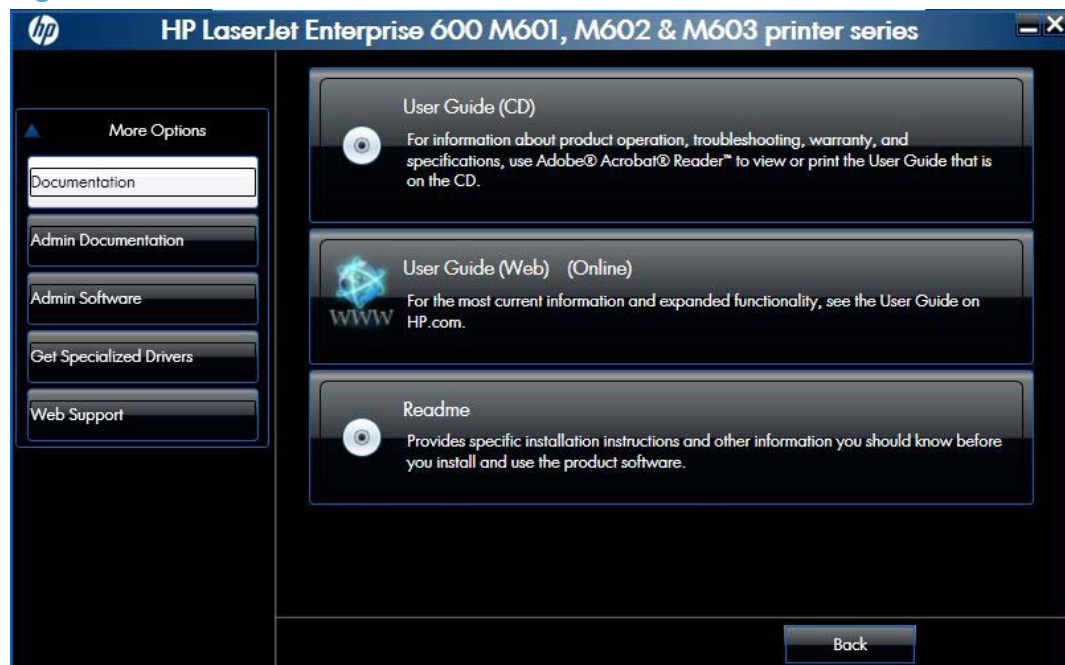 hp
HP LaserJet Enterprise 600 M601, M602 & M603 printer series
More Options
Documentation
Admin Documentation
Admin Software
Get Specialized Drivers
Web Support
User Guide (CD)
For information about product operation, troubleshooting, warranty, and
specifications, use Adobe® Acrobat® Reader™ to view or print the User Guide that is
on the CD.
User Guide (Web) (Online)
For the most current information and expanded functionality, see the User Guide on
HP.com.
WWW
Readme
Provides specific installation instructions and other information you should know before
you install and use the product software.
Back